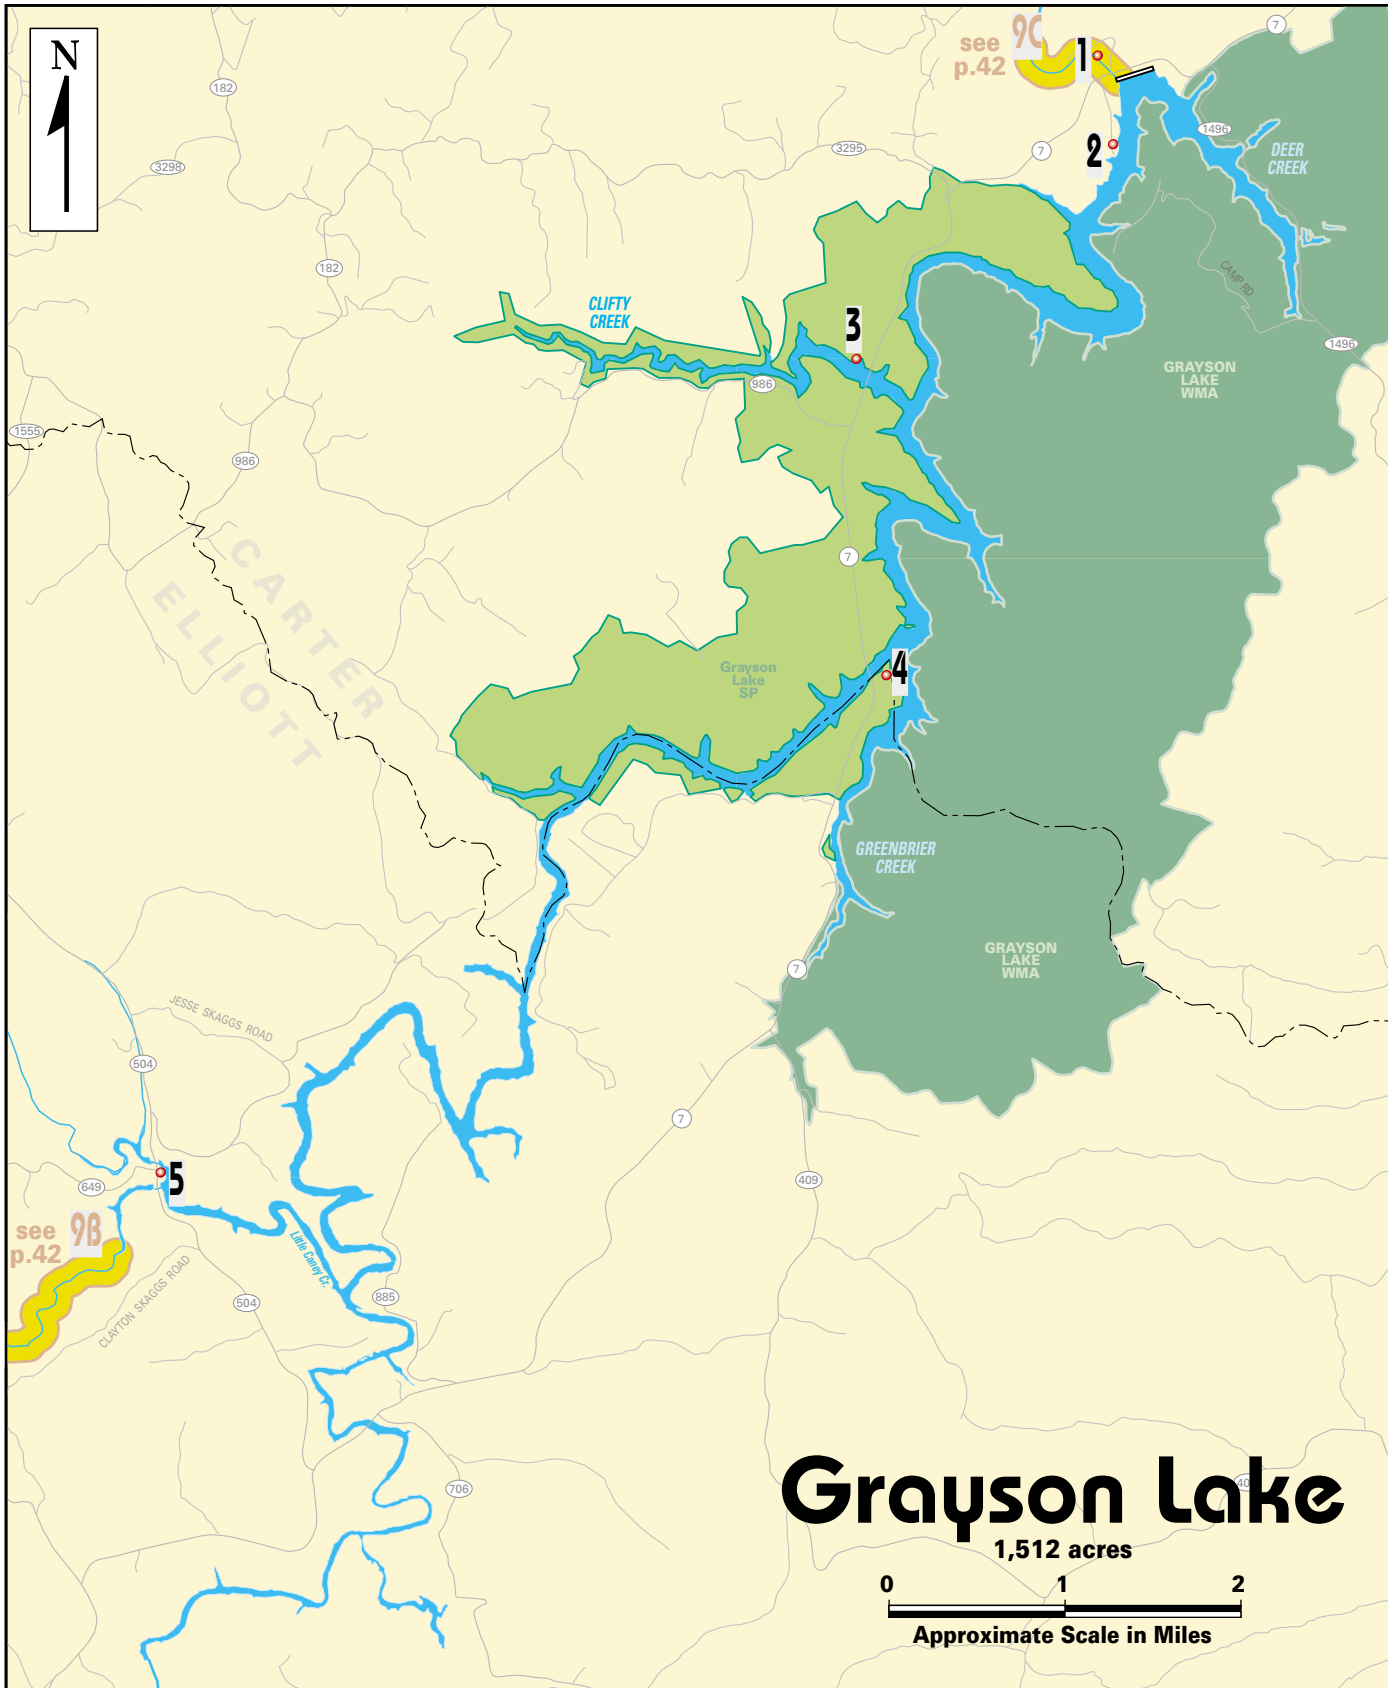 N
see
p.42
9C
1
7
182
1496
DEER
CREEK
3298
3295
7
2
182
CAMP RD
CLIFTY
CREEK
3
1496
GRAYSON
LAKE
WMA
986
1555
986
CARTER
ELLIOTT
7
Grayson
Lake
SP
4
GREENBRIER
CREEK
GRAYSON
LAKE
WMA
7
JESSE SKAGGS ROAD
504
7
649
5
409
see
p.42
9B
Little Caney Cr.
CLAYTON SKAGGS ROAD
504
885
706
Grayson Lake
1,512 acres
0 1 2
Approximate Scale in Miles